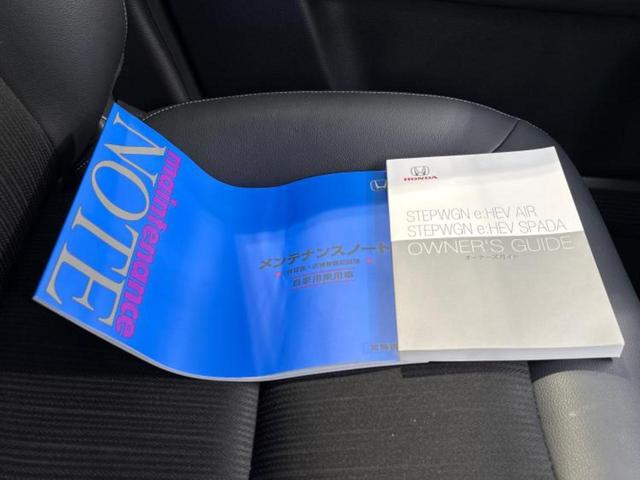 maintenance
NOTE
メンテナンスノート
自家用乗用車
HONDA
STEPWGN e:HEV AIR
STEPWGN e:HEV SPADA
OWNER'S GUIDE
オーナーズガイド